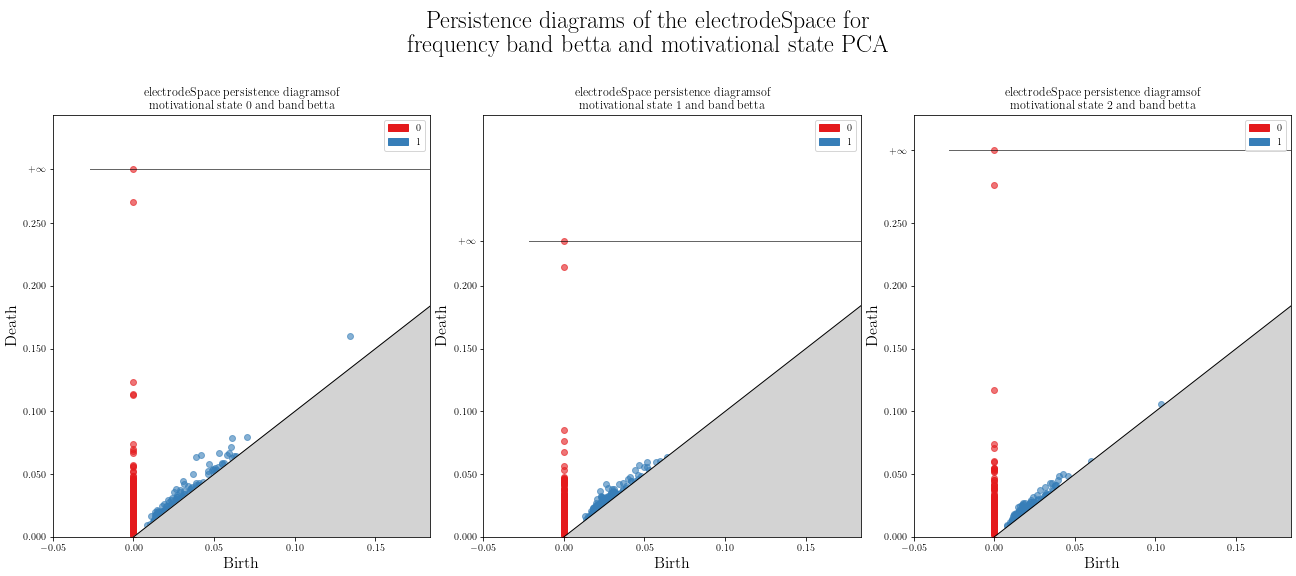 Persistence diagrams of the electrodeSpace for
frequency band betta and motivational state PCA
electrodeSpace persistence diagramsof
motivational state 0 and band betta
0
1
+∞
0.250
0.200
0.150
0.100
0.050
0.000
Death
−0.05
0.00
0.05
0.10
0.15
Birth
electrodeSpace persistence diagramsof
motivational state 1 and band betta
0
1
+∞
0.200
0.150
0.100
0.050
0.000
Death
−0.05
0.00
0.05
0.10
0.15
Birth
electrodeSpace persistence diagramsof
motivational state 2 and band betta
0
1
+∞
0.250
0.200
0.150
0.100
0.050
0.000
Death
−0.05
0.00
0.05
0.10
0.15
Birth